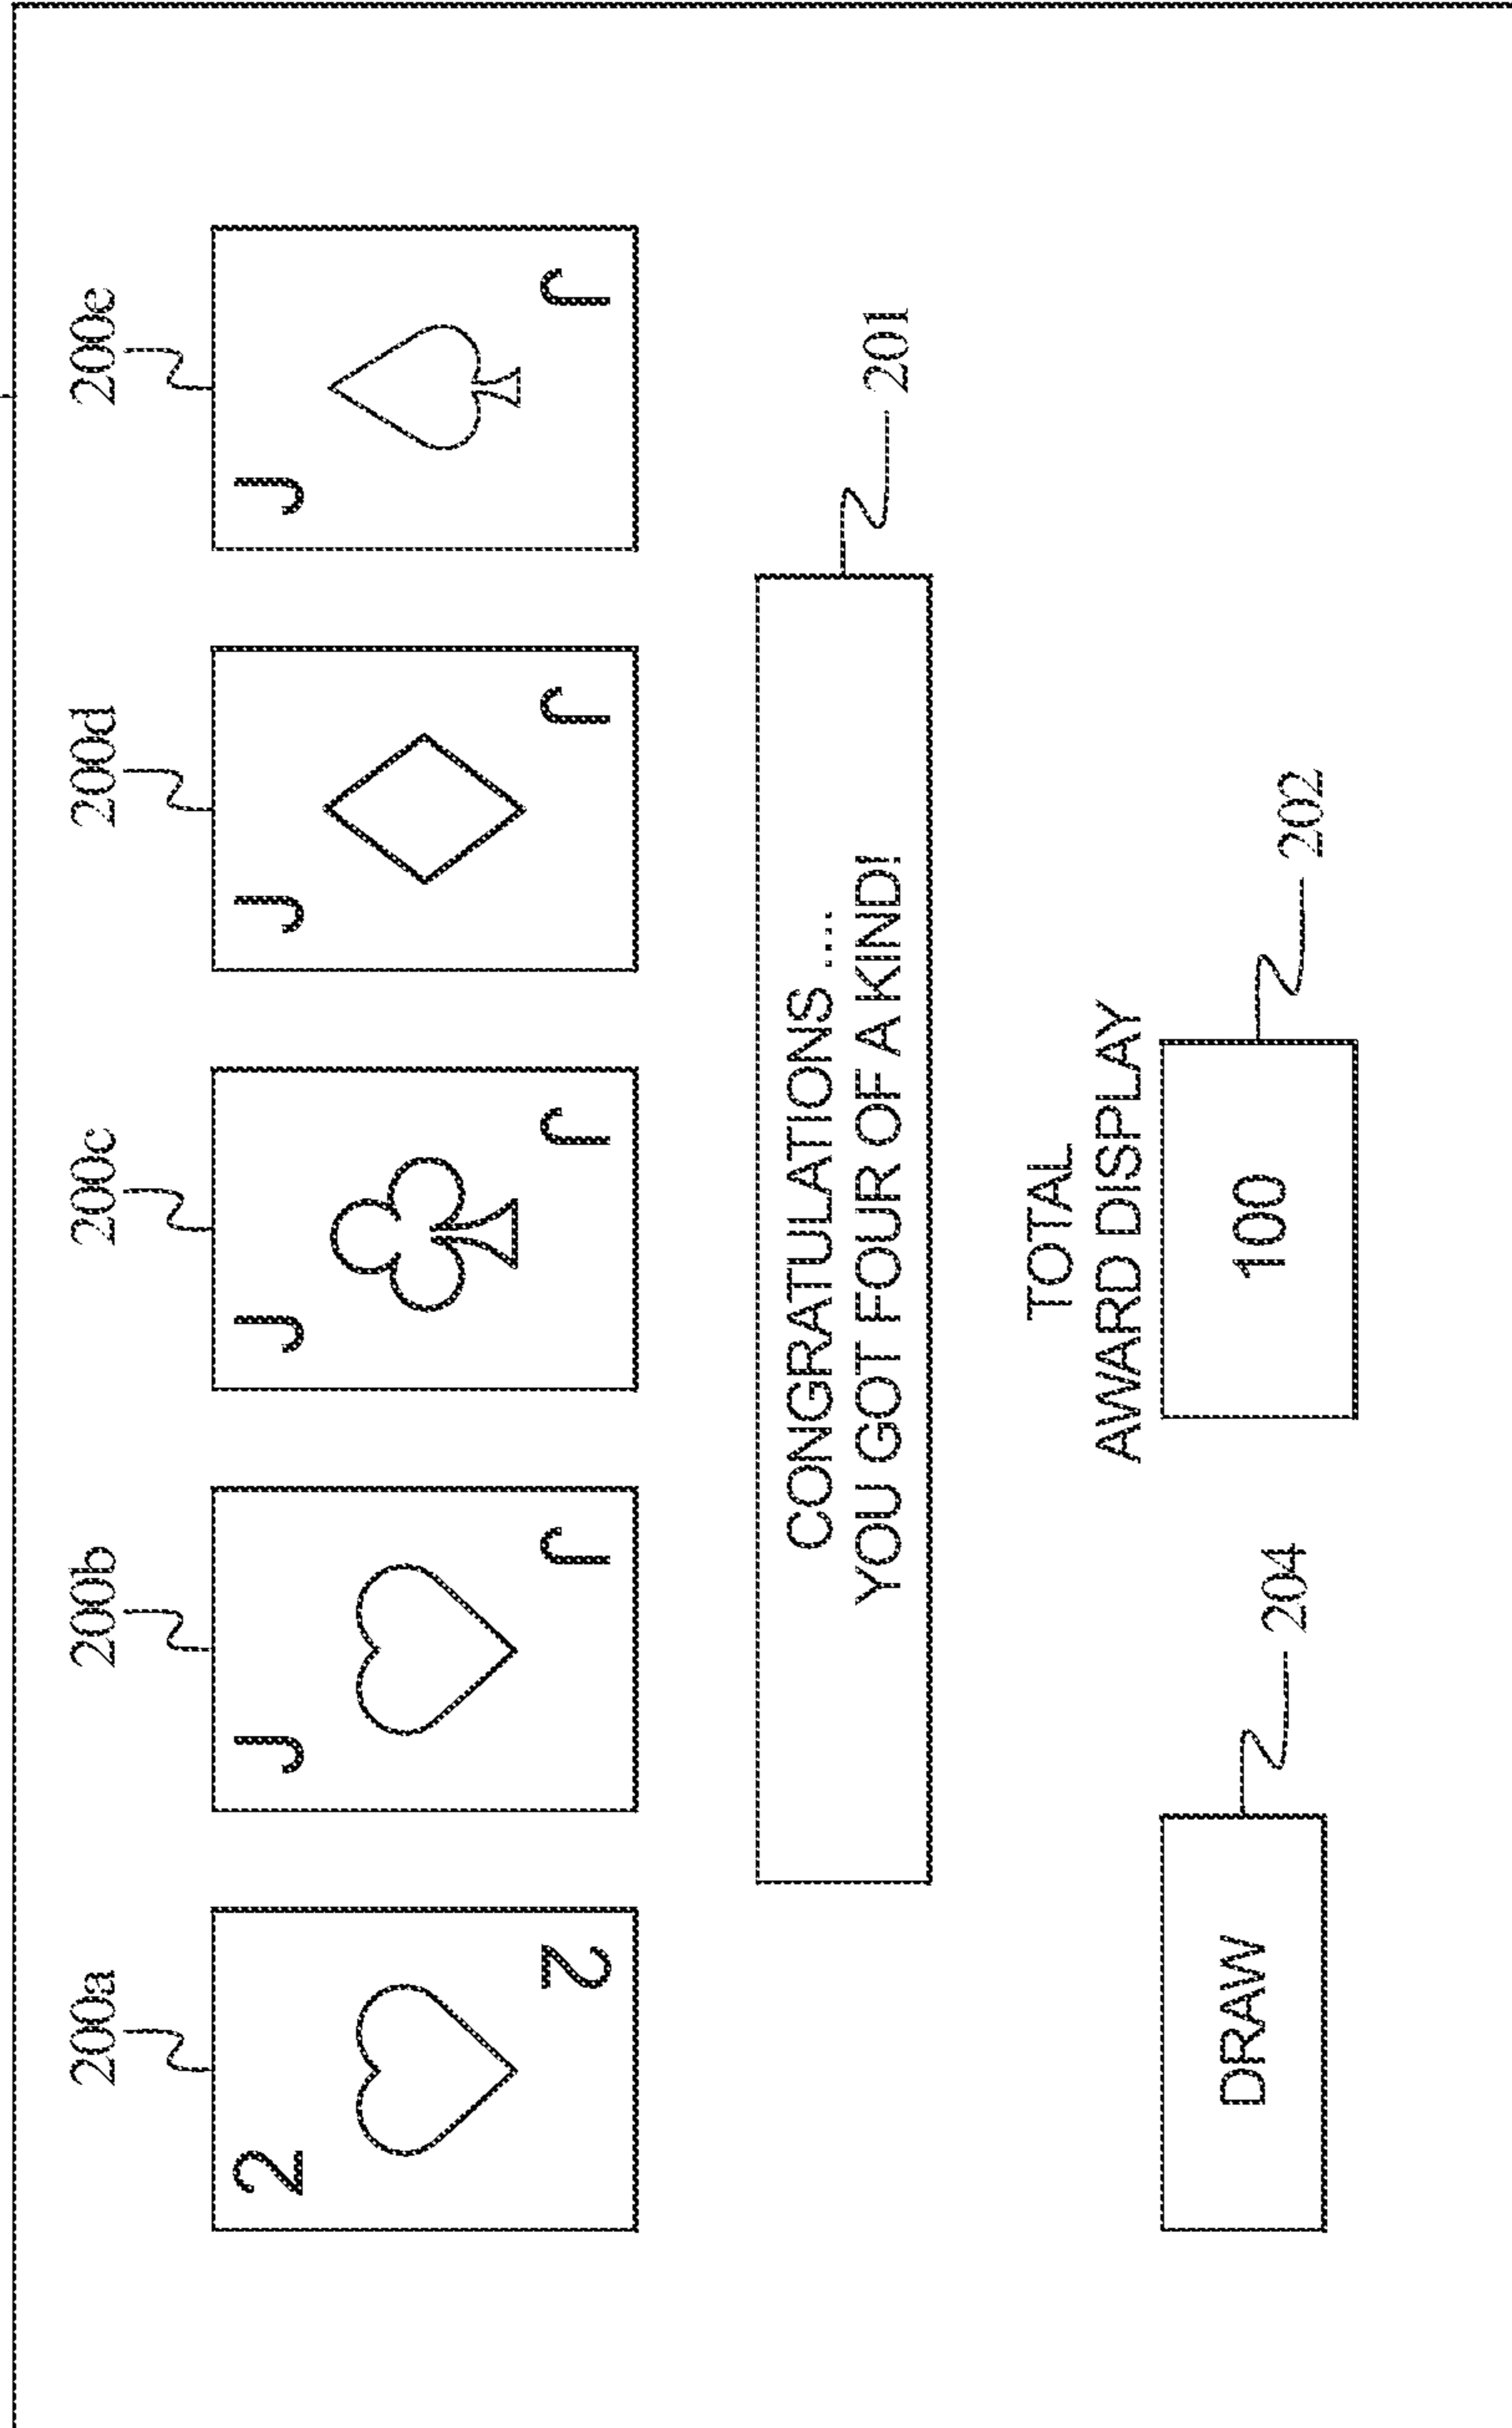 200a
200b
200c
200d
200e
2
J
J
J
J
2
J
J
J
J
CONGRATULATIONS ....
YOU GOT FOUR OF A KIND!
201
TOTAL
AWARD DISPLAY
DRAW
204
100
202